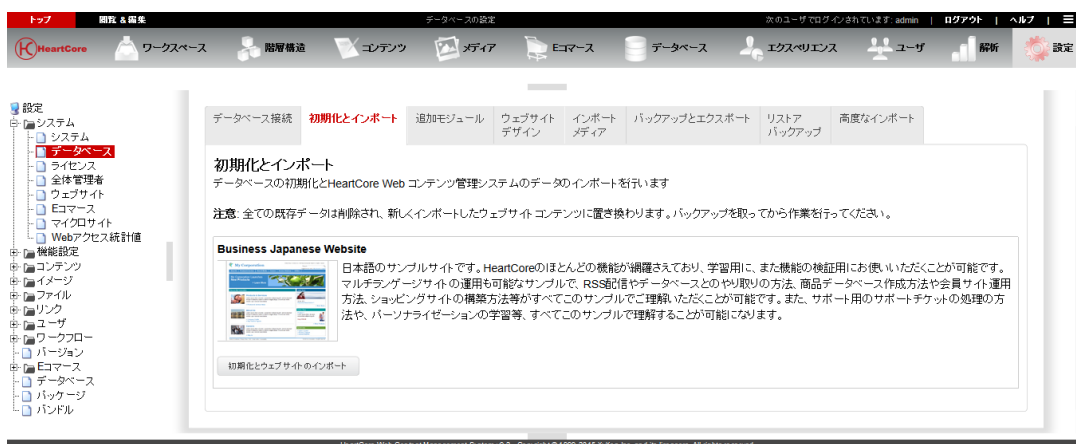 トップ 閲覧 & 編集 データベースの設定 次のユーザでログインされています: admin | ログアウト | ヘルプ |
HeartCore ワークスペース 階層構造 コンテンツ メディア Eコマース データベース エクスペリエンス ユーザ 解析 設定
設定
システム
システム
データベース
ライセンス
全体管理者
ウェブサイト
Eコマース
マイクロサイト
Webアクセス統計値
機能設定
コンテンツ
イメージ
ファイル
リンク
ユーザ
ワークフロー
バージョン
Eコマース
データベース
パッケージ
バンドル
データベース接続 初期化とインポート 追加モジュール ウェブサイト デザイン インポート メディア バックアップとエクスポート リストア バックアップ 高度なインポート
初期化とインポート
データベースの初期化とHeartCore Web コンテンツ管理システムのデータのインポートを行います
注意: 全ての既存データは削除され、新しくインポートしたウェブサイト コンテンツに置き換わります。バックアップを取ってから作業を行ってください。
Business Japanese Website
日本語のサンプルサイトです。HeartCoreのほとんどの機能が網羅されており、学習用に、また機能の検証用にお使いいただくことが可能です。
マルチランゲージサイトの運用も可能なサンプルで、RSS配信やデータベースとのやり取りの方法、商品データベース作成方法や会員サイト運用
方法、ショッピングサイトの構築方法等がすべてこのサンプルでご理解いただくことが可能です。また、サポート用のサポートチケットの処理の方
法や、パーソナライゼーションの学習等、すべてこのサンプルで理解することが可能になります。
初期化とウェブサイトのインポート